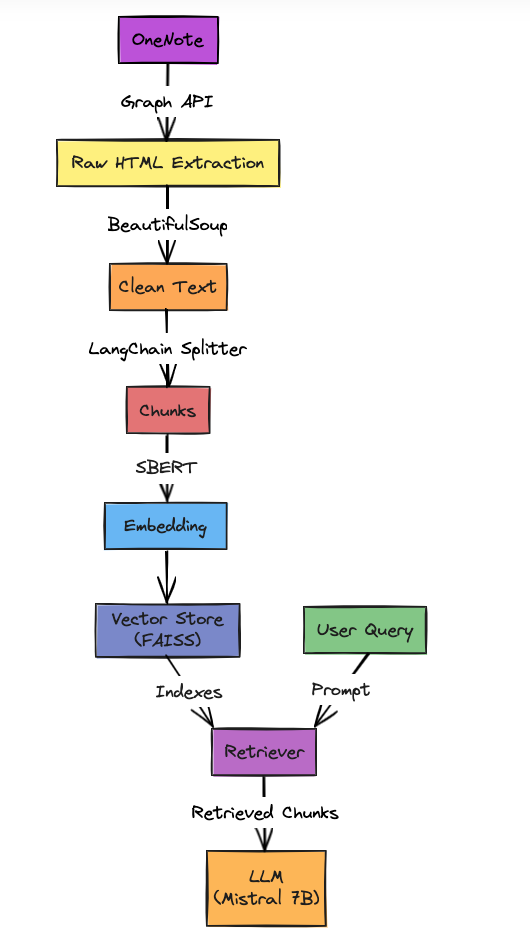 OneNote
Graph API
Raw HTML Extraction
BeautifulSoup
Clean Text
LangChain Splitter
Chunks
SBERT
Embedding
Vector Store
(FAISS)
User Query
Indexes
Prompt
Retriever
Retrieved Chunks
LLM
(Mistral 7B)